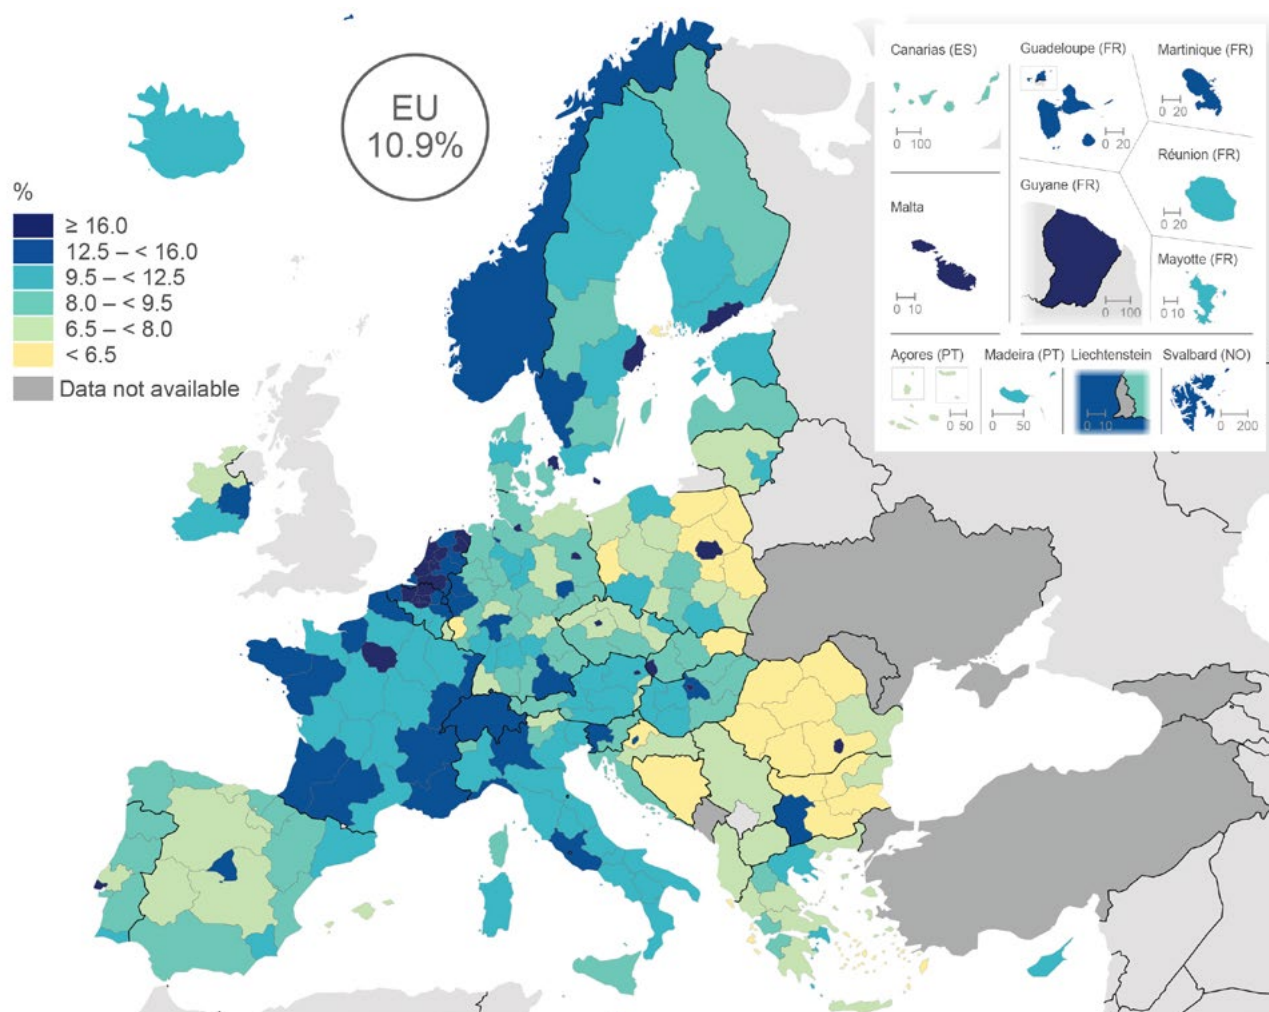 EU
10.9%
%
≥ 16.0
12.5 – < 16.0
9.5 – < 12.5
8.0 – < 9.5
6.5 – < 8.0
< 6.5
Data not available
Canarias (ES)
0 100
Guadeloupe (FR)
0 20
Martinique (FR)
0 20
Réunion (FR)
0 20
Malta
0 10
Guyane (FR)
0 100
Mayotte (FR)
0 10
Açores (PT)
0 50
Madeira (PT)
0 50
Liechtenstein
0 10
Svalbard (NO)
0 200